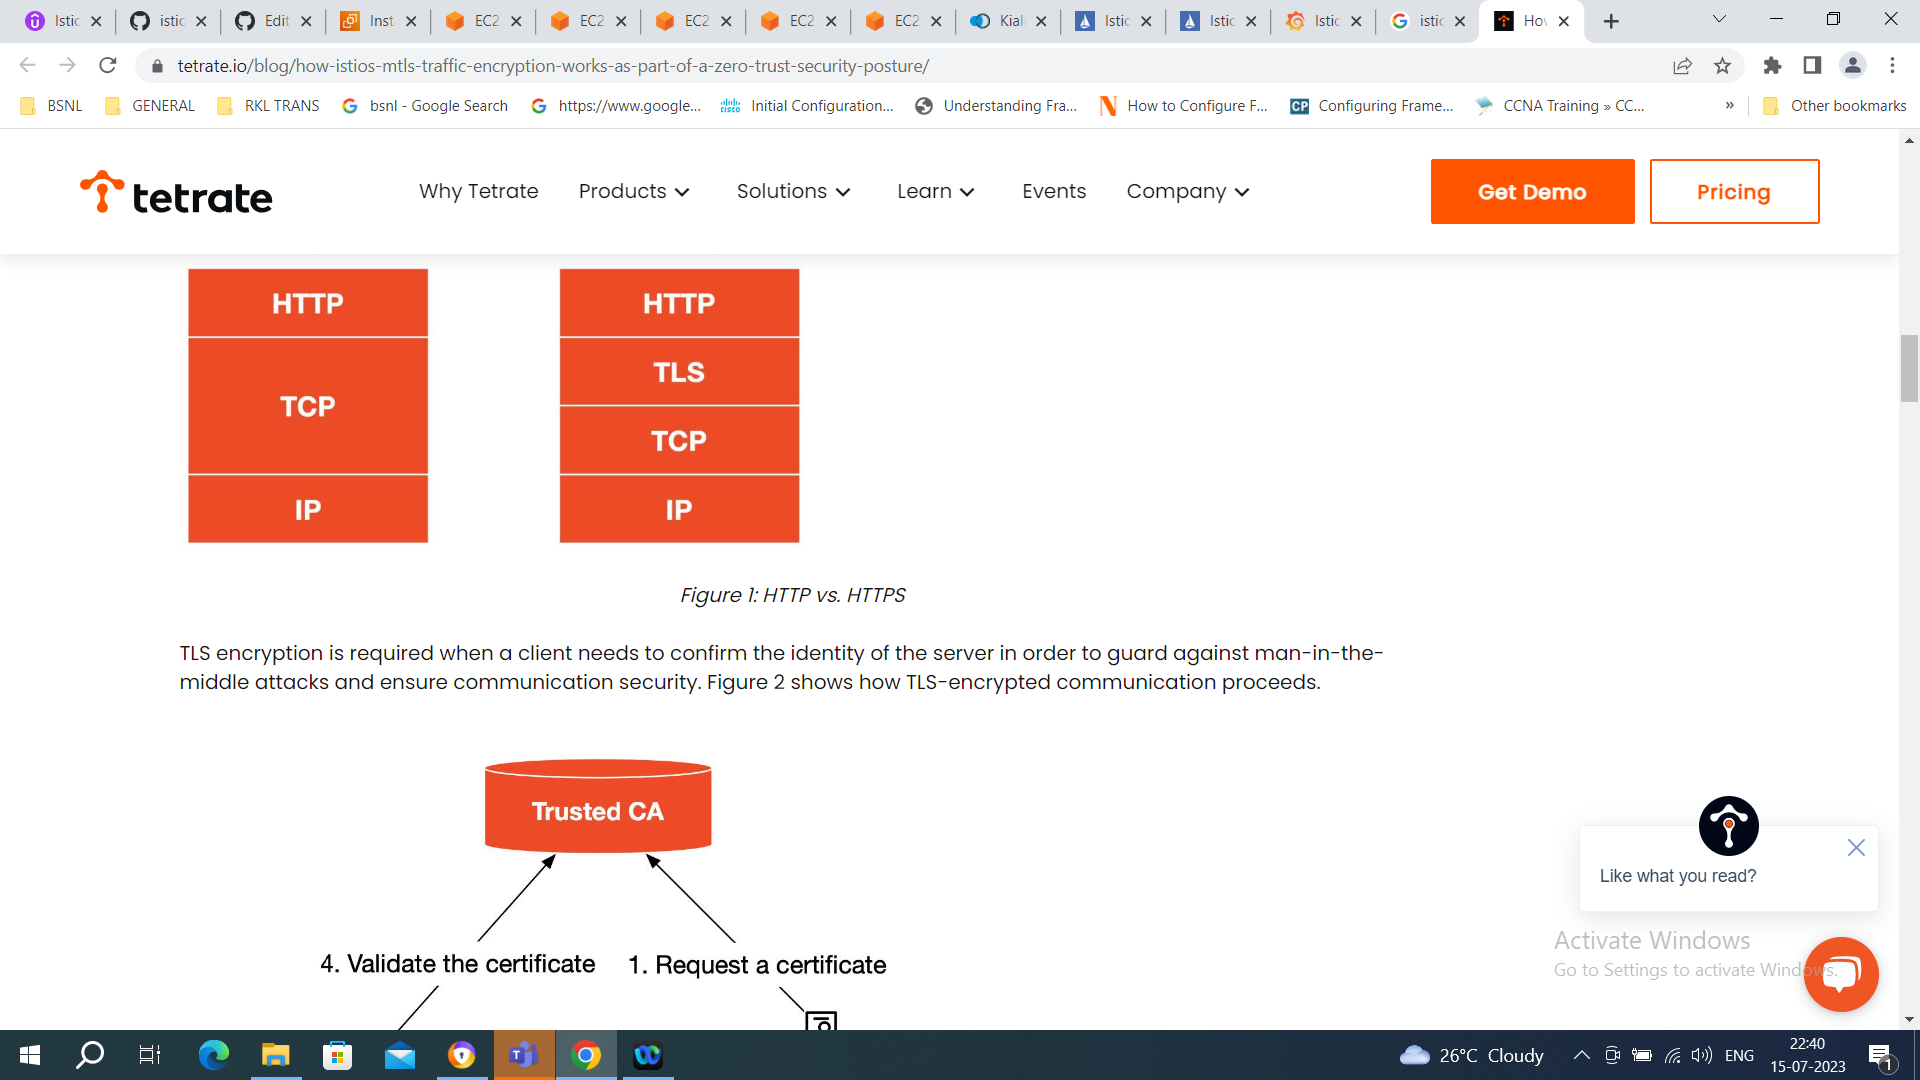 Istic
istic
Edit
Inst
EC2
EC2
EC2
EC2
EC2
Kiali
Istic
Istic
Istic
istic
How
tetrate.io/blog/how-istios-mtls-traffic-encryption-works-as-part-of-a-zero-trust-security-posture/
BSNL
GENERAL
RKL TRANS
bsnl - Google Search
https://www.google...
Initial Configuration...
Understanding Fra...
How to Configure F...
CP
Configuring Frame...
CCNA Training » CC...
»
Other bookmarks
tetrate
Why Tetrate
Products
Solutions
Learn
Events
Company
Get Demo
Pricing
HTTP
TCP
IP
HTTP
TLS
TCP
IP
Figure 1: HTTP vs. HTTPS
TLS encryption is required when a client needs to confirm the identity of the server in order to guard against man-in-the-
middle attacks and ensure communication security. Figure 2 shows how TLS-encrypted communication proceeds.
Trusted CA
4. Validate the certificate
1. Request a certificate
Like what you read?
Activate Windows
Go to Settings to activate Windows.
26°C Cloudy
ENG
22:40
15-07-2023
1